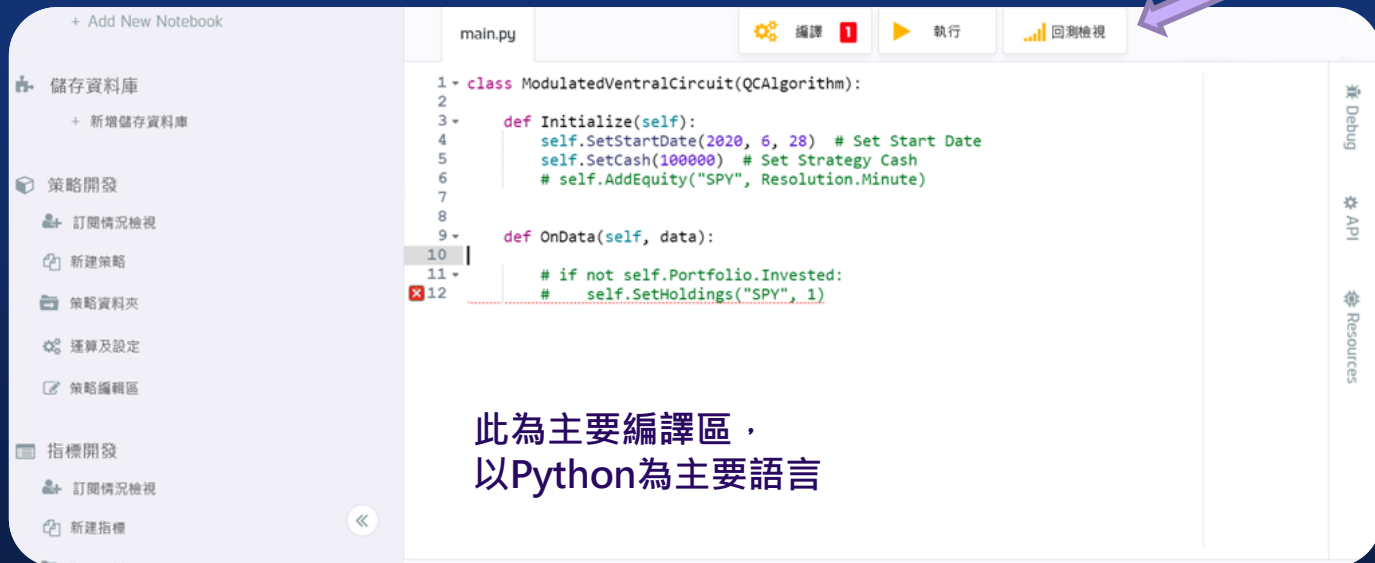 + Add New Notebook
儲存資料庫
+ 新增儲存資料庫
策略開發
訂閱情況檢視
新建策略
策略資料夾
運算及設定
策略編輯區
指標開發
訂閱情況檢視
新建指標
main.py
編譯 1
執行
回測檢視
1 class ModulatedVentralCircuit(QCAlgorithm):
2
3 def Initialize(self):
4 self.SetStartDate(2020, 6, 28) # Set Start Date
5 self.SetCash(100000) # Set Strategy Cash
6 # self.AddEquity("SPY", Resolution.Minute)
7
8
9 def OnData(self, data):
10
11 # if not self.Portfolio.Invested:
12 # self.SetHoldings("SPY", 1)
此為主要編譯區，
以Python為主要語言
Debug
API
Resources